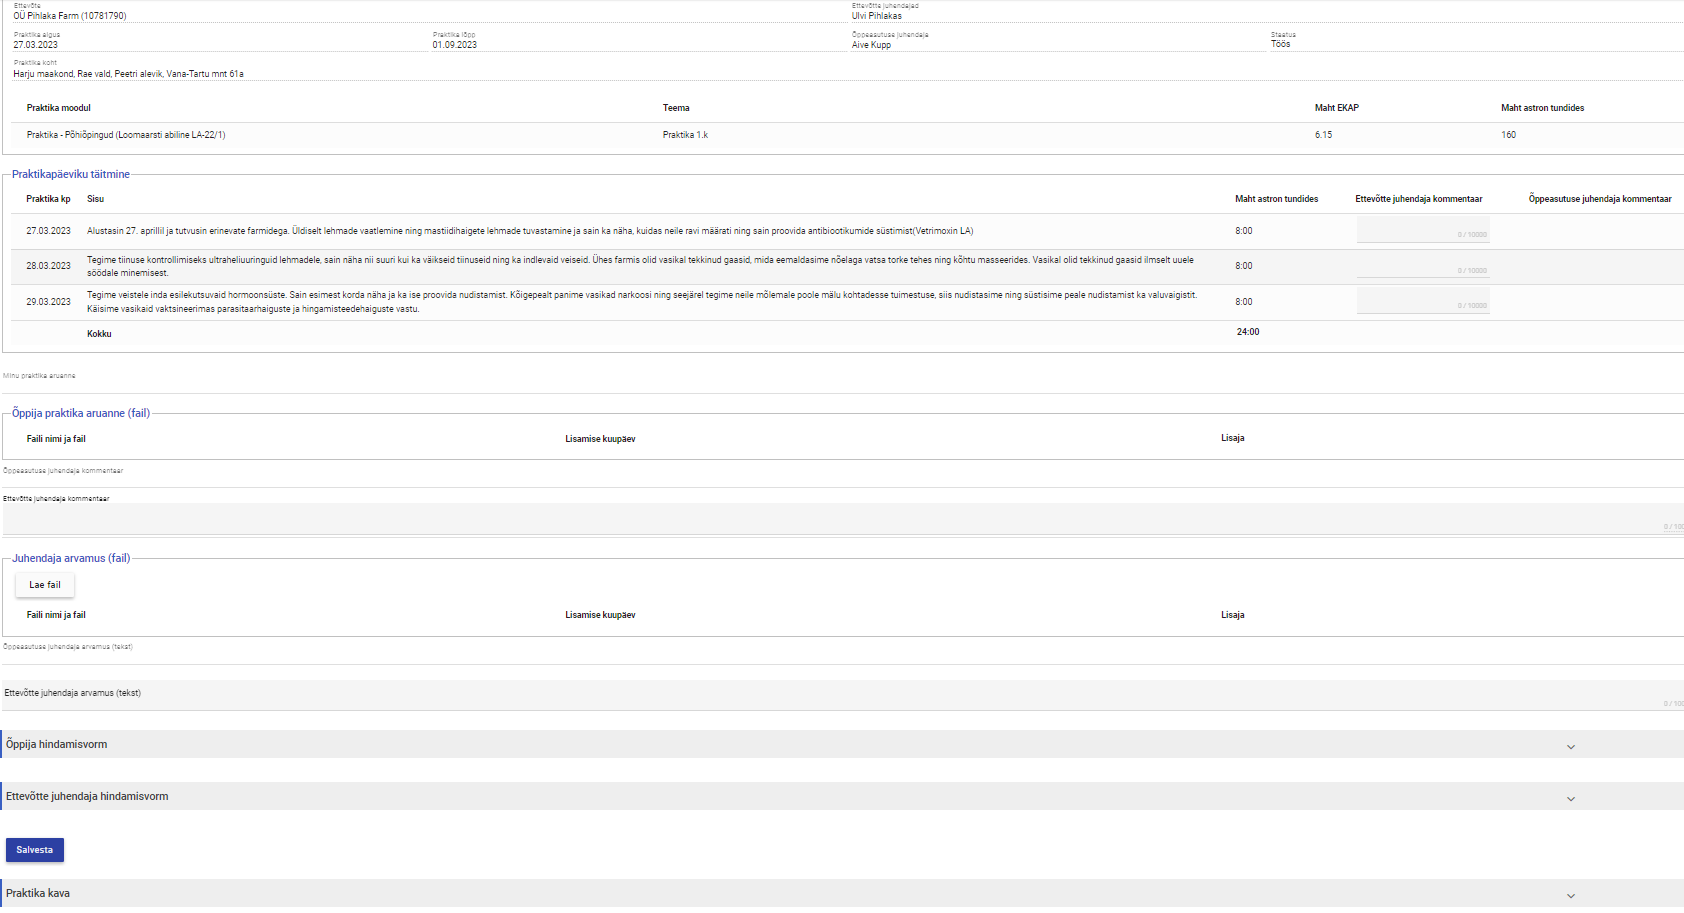 Ettevõte
Ettevõtte juhendajad
OÜ Pihlaka Farm (10781790)
Ulvi Pihlakas
Praktika algus
Praktika lõpp
Õppeasutuse juhendaja
Staatus
27.03.2023
01.09.2023
Aive Kupp
Töös
Praktika koht
Harju maakond, Rae vald, Peetri alevik, Vana-Tartu mnt 61a
Praktika moodul
Teema
Maht EKAP
Maht astron tundides
Praktika - Põhiõpingud (Loomaarsti abiline LA-22/1)
Praktika 1.k
6.15
160
Praktikapäeviku täitmine
Praktika kp
Sisu
Maht astron tundides
Ettevõtte juhendaja kommentaar
Õppeasutuse juhendaja kommentaar
27.03.2023
Alustasin 27. aprillil ja tutvusin erinevate farmidega. Üldiselt lehmade vaatlemine ning mastiidihaigete lehmade tuvastamine ja sain ka näha, kuidas neile ravi määrati ning sain proovida antibiootikumide süstimist(Vetrimoxin LA)
8:00
0 / 10000
28.03.2023
Tegime tiinuse kontrollimiseks ultraheliuuringuid lehmadele, sain näha nii suuri kui ka väikseid tiinuseid ning ka indlevaid veiseid. Ühes farmis olid vasikal tekkinud gaasid, mida eemaldasime nõelaga vatsa torke tehes ning kõhtu masseerides. Vasikal olid tekkinud gaasid ilmselt uuele
söödale minemisest.
8:00
0 / 10000
29.03.2023
Tegime veistele inda esilekutsuvaid hormoonsüste. Sain esimest korda näha ja ka ise proovida nudistamist. Kõigepealt panime vasikad narkoosi ning seejärel tegime neile mõlemale poole mälu kohtadesse tuimestuse, siis nudistasime ning süstisime peale nudistamist ka valuvaigistit.
Käisime vasikaid vaktsineerimas parasitaarhaiguste ja hingamisteedehaiguste vastu.
8:00
0 / 10000
Kokku
24:00
Minu praktika aruanne
Õppija praktika aruanne (fail)
Faili nimi ja fail
Lisamise kuupäev
Lisaja
Õppeasutuse juhendaja kommentaar
Ettevõtte juhendaja kommentaar
0 / 100
Juhendaja arvamus (fail)
Lae fail
Faili nimi ja fail
Lisamise kuupäev
Lisaja
Õppeasutuse juhendaja arvamus (tekst)
Ettevõtte juhendaja arvamus (tekst)
0 / 100
Õppija hindamisvorm
Ettevõtte juhendaja hindamisvorm
Salvesta
Praktika kava